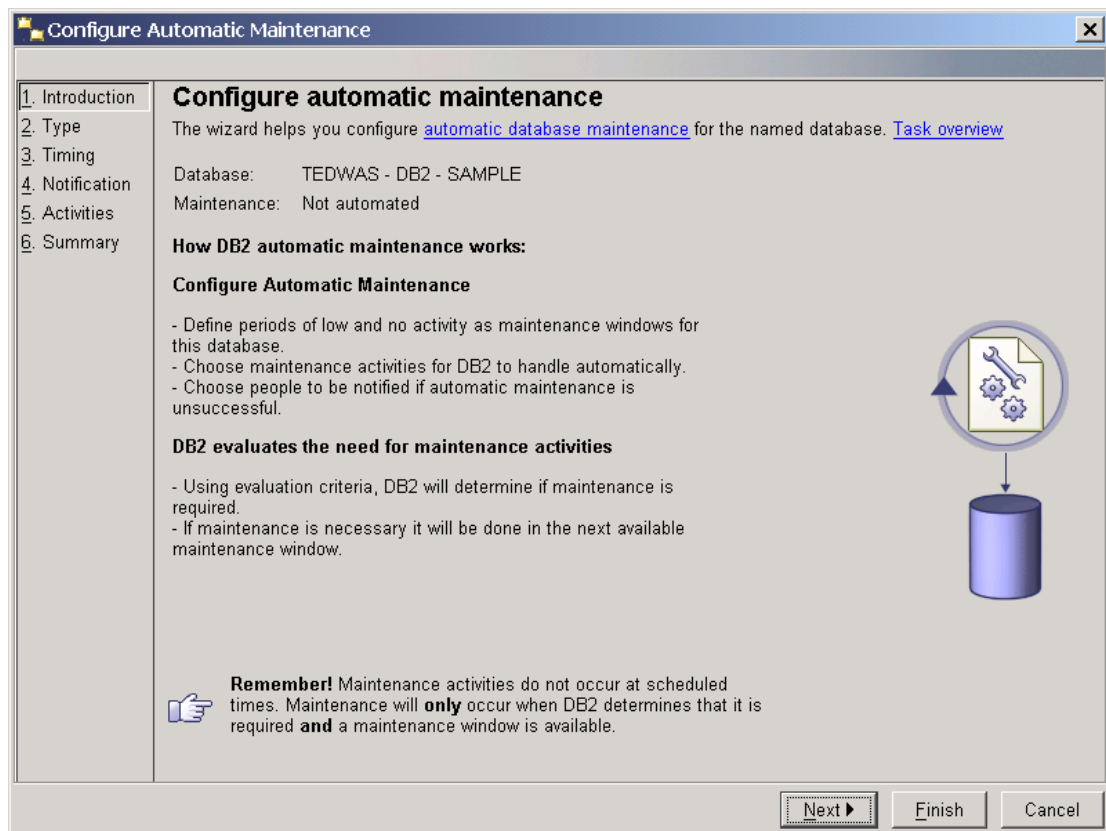 Configure Automatic Maintenance
1. Introduction
2. Type
3. Timing
4. Notification
5. Activities
6. Summary
Configure automatic maintenance
The wizard helps you configure automatic database maintenance for the named database. Task overview
Database: TEDWAS - DB2 - SAMPLE
Maintenance: Not automated
How DB2 automatic maintenance works:
Configure Automatic Maintenance
- Define periods of low and no activity as maintenance windows for
this database.
- Choose maintenance activities for DB2 to handle automatically.
- Choose people to be notified if automatic maintenance is
unsuccessful.
DB2 evaluates the need for maintenance activities
- Using evaluation criteria, DB2 will determine if maintenance is
required.
- If maintenance is necessary it will be done in the next available
maintenance window.
Remember! Maintenance activities do not occur at scheduled
times. Maintenance will only occur when DB2 determines that it is
required and a maintenance window is available.
Next Finish Cancel